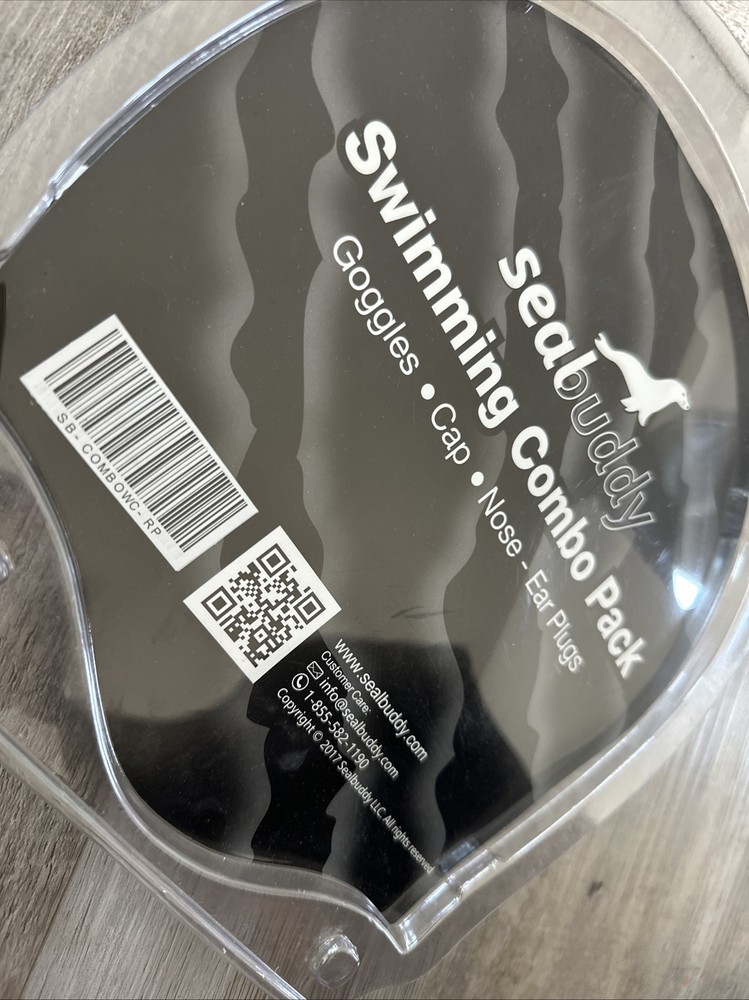 sealbuddy
Swimming Combo Pack
Goggles • Cap • Nose - Ear Plugs
SB-COMBOWC-RP
www.sealbuddy.com
Customer Care:
info@sealbuddy.com
1-855-582-1190
Copyright © 2017 Sealbuddy LLC. All rights reserved